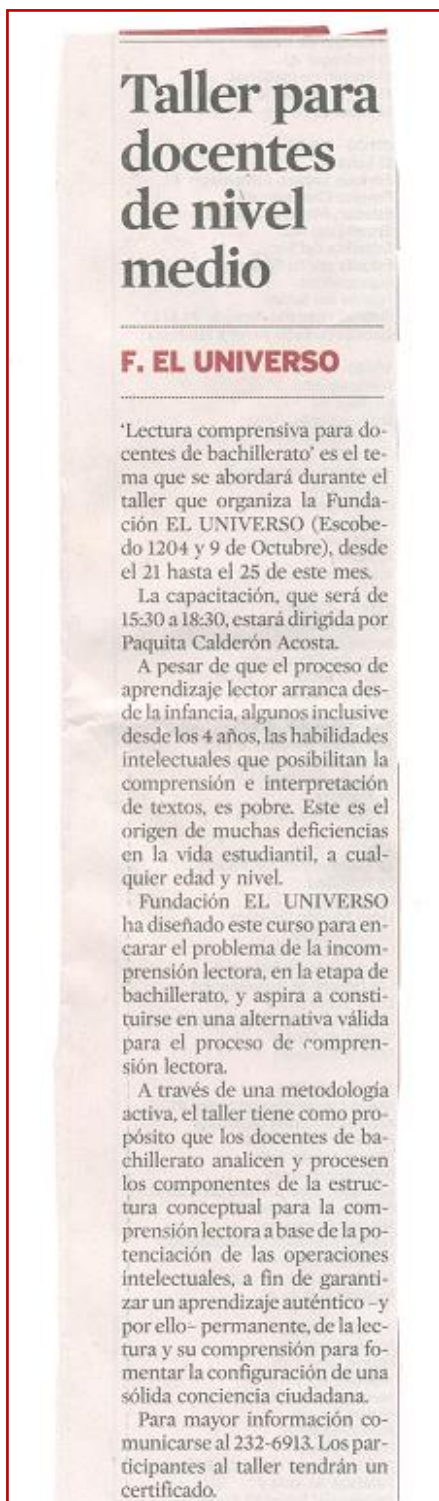 Taller para
docentes
de nivel
medio
F. EL UNIVERSO
‘Lectura comprensiva para do-
centes de bachillerato’ es el te-
ma que se abordará durante el
taller que organiza la Funda-
ción EL UNIVERSO (Escobe-
do 1204 y 9 de Octubre), desde
el 21 hasta el 25 de este mes.
La capacitación, que será de
15:30 a 18:30, estará dirigida por
Paquita Calderón Acosta.
A pesar de que el proceso de
aprendizaje lector arranca des-
de la infancia, algunos inclusive
desde los 4 años, las habilidades
intelectuales que posibilitan la
comprensión e interpretación
de textos, es pobre. Este es el
origen de muchas deficiencias
en la vida estudiantil, a cual-
quier edad y nivel.
Fundación EL UNIVERSO
ha diseñado este curso para en-
carar el problema de la incom-
prensión lectora, en la etapa de
bachillerato, y aspira a consti-
tuirse en una alternativa válida
para el proceso de compren-
sión lectora.
A través de una metodología
activa, el taller tiene como pro-
pósito que los docentes de ba-
chillerato analicen y procesen
los componentes de la estruc-
tura conceptual para la com-
prensión lectora a base de la po-
tenciación de las operaciones
intelectuales, a fin de garanti-
zar un aprendizaje auténtico –y
por ello– permanente, de la lec-
tura y su comprensión para fo-
mentar la configuración de una
sólida conciencia ciudadana.
Para mayor información co-
municarse al 232-6913. Los par-
ticipantes al taller tendrán un
certificado.